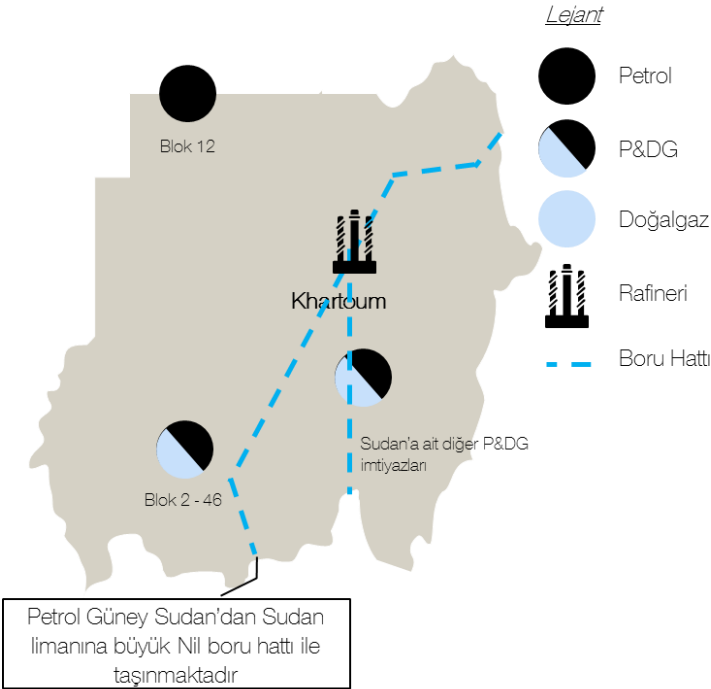 Lejant
Petrol
P&DG
Doğalgaz
Rafineri
Boru Hattı
Blok 12
Khartoum
Sudan’a ait diğer P&DG
imtiyazları
Blok 2 - 46
Petrol Güney Sudan’dan Sudan
limanına büyük Nil boru hattı ile
taşınmaktadır